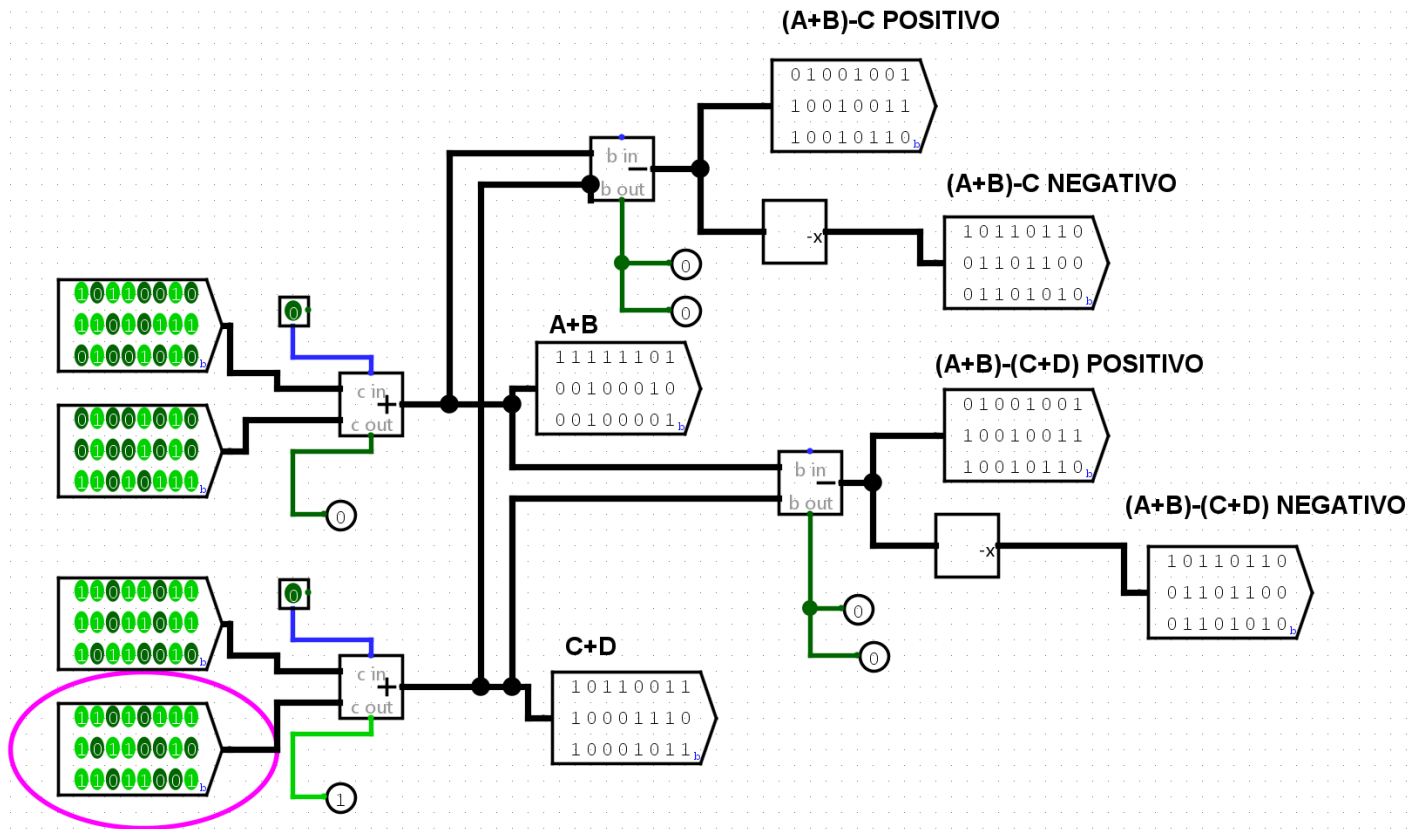 (A+B)-C POSITIVO
01001001
10010011
10010110b
b in
−
b out
(A+B)-C NEGATIVO
-x
10110110
01101100
01101010b
0
0
10110010
11010111
01001010b
0
A+B
11111101
00100010
00100001b
c in
+
c out
01001010
01001010
11010111b
0
(A+B)-(C+D) POSITIVO
01001001
10010011
10010110b
b in
−
b out
(A+B)-(C+D) NEGATIVO
-x
10110110
01101100
01101010b
0
0
11011011
11011011
10110010b
0
c in
+
c out
C+D
10110011
10001110
10001011b
11010111
10110010
11011001b
1